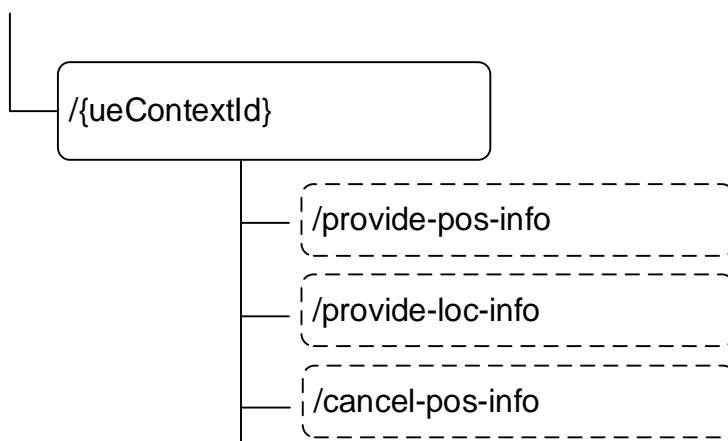 /{ueContextId}
/provide-pos-info
/provide-loc-info
/cancel-pos-info